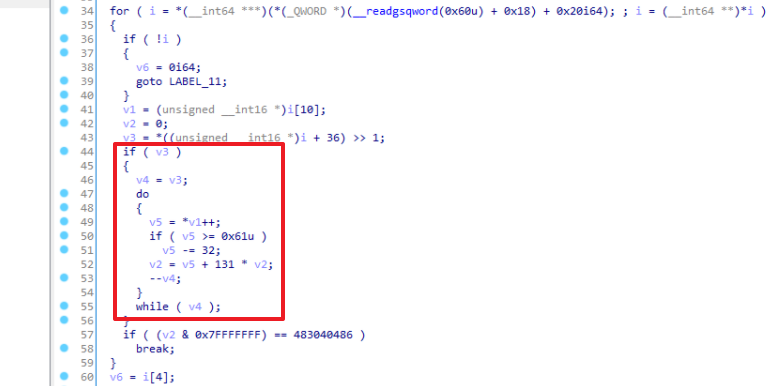 34 for ( i = *(__int64 ***)(*(_QWORD *)(__readgsqword(0x60u) + 0x18) + 0x20i64); ; i = (__int64 **)*i )
35 {
36 if ( !i )
37 {
38 v6 = 0i64;
39 goto LABEL_11;
40 }
41 v1 = (unsigned __int16 *)i[10];
42 v2 = 0;
43 v3 = *((unsigned __int16 *)i + 36) >> 1;
44 if ( v3 )
45 {
46 v4 = v3;
47 do
48 {
49 v5 = *v1++;
50 if ( v5 >= 0x61u )
51 v5 -= 32;
52 v2 = v5 + 131 * v2;
53 --v4;
54 }
55 while ( v4 );
56 }
57 if ( (v2 & 0x7FFFFFFF) == 483040486 )
58 break;
59 }
60 v6 = i[4];